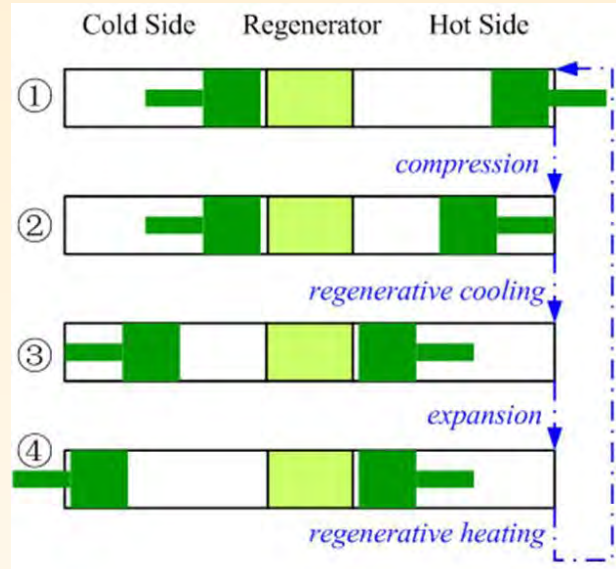 Cold Side Regenerator Hot Side
①
compression
②
regenerative cooling
③
expansion
④
regenerative heating